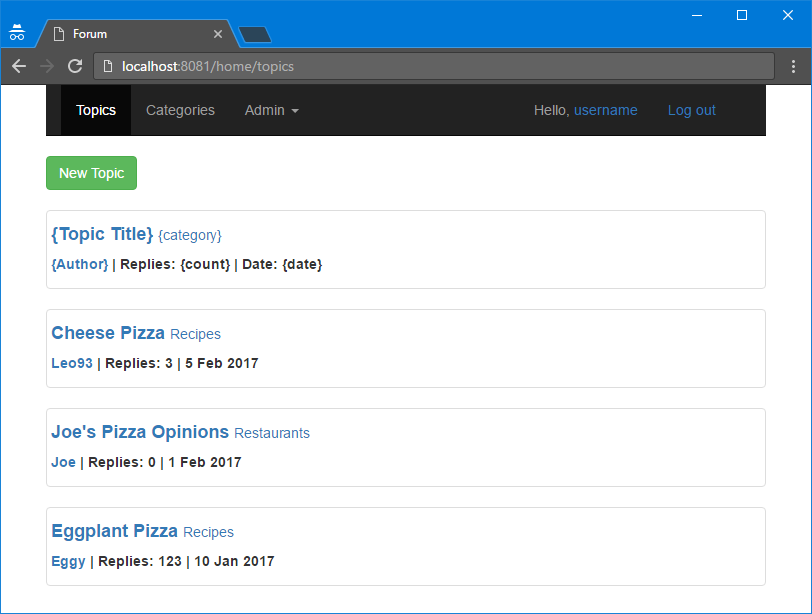 Forum
localhost:8081/home/topics
Topics Categories Admin Hello, username Log out
New Topic
{Topic Title} {category}
{Author} | Replies: {count} | Date: {date}
Cheese Pizza Recipes
Leo93 | Replies: 3 | 5 Feb 2017
Joe's Pizza Opinions Restaurants
Joe | Replies: 0 | 1 Feb 2017
Eggplant Pizza Recipes
Eggy | Replies: 123 | 10 Jan 2017